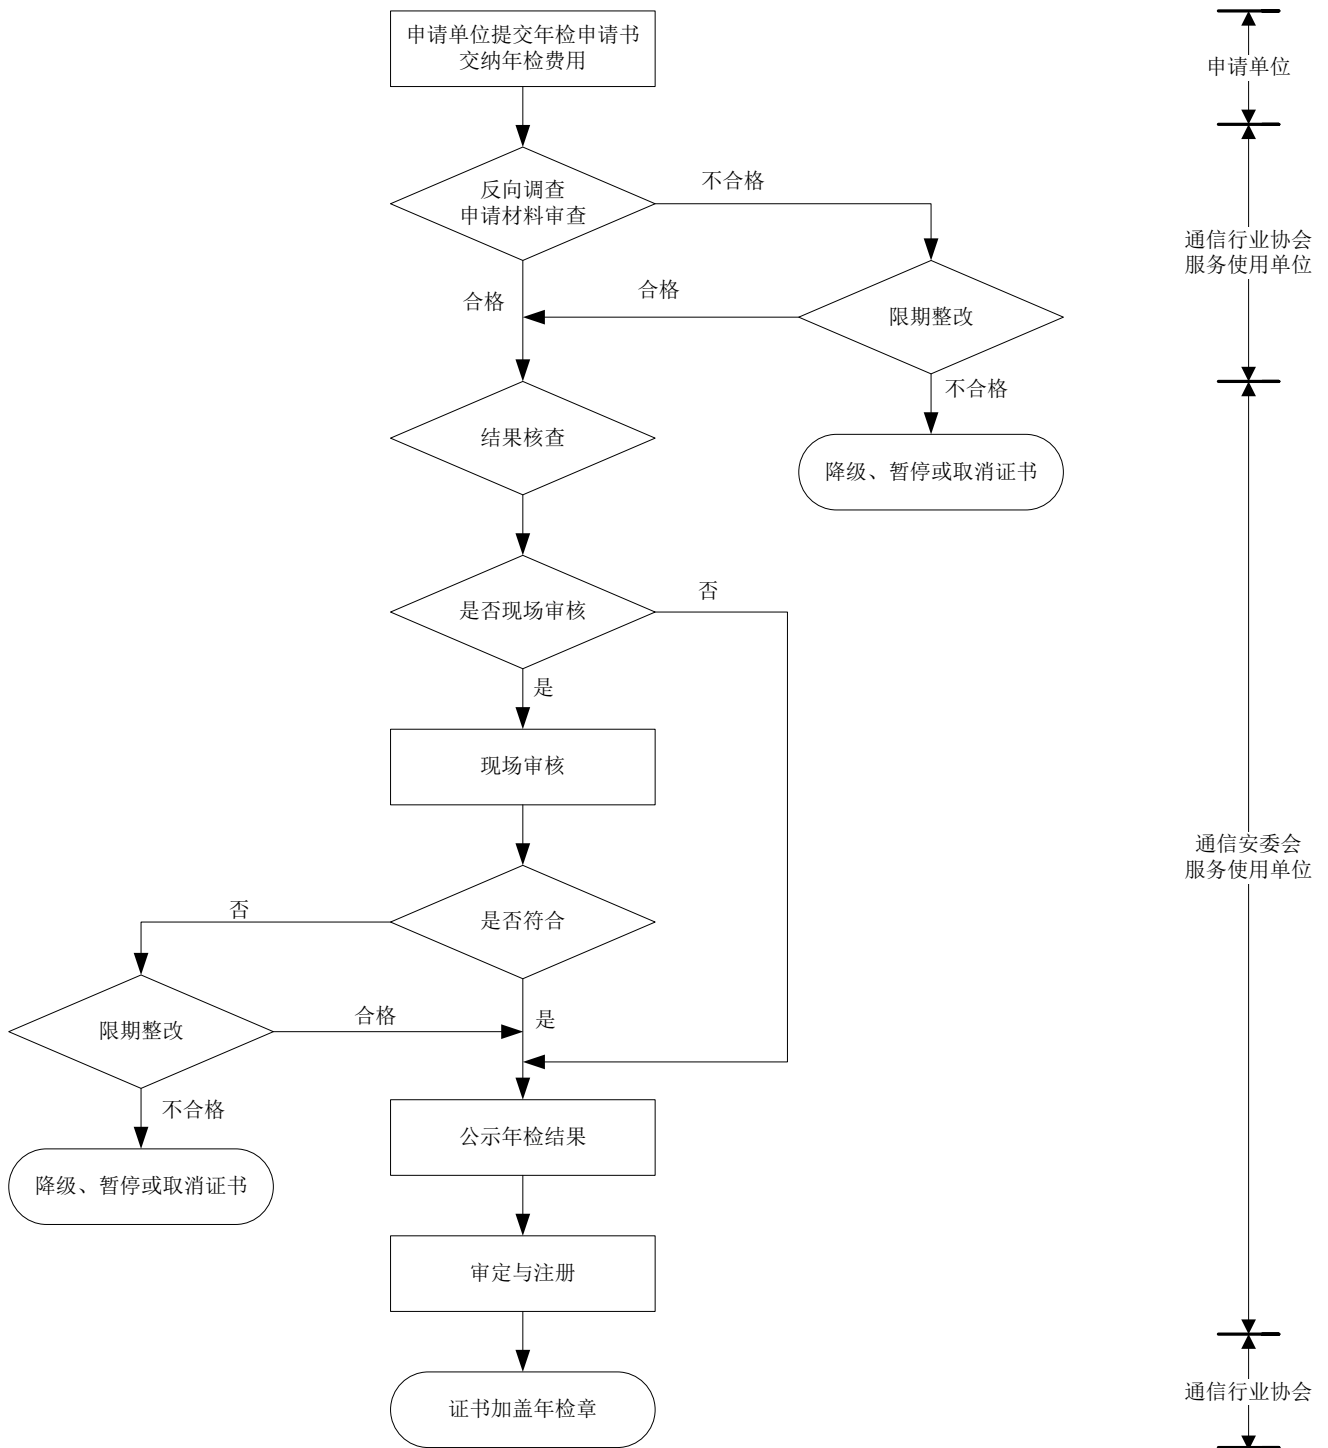 申请单位提交年检申请书
交纳年检费用
申请单位
反向调查
申请材料审查
不合格
通信行业协会
服务使用单位
合格
合格
限期整改
不合格
结果核查
降级、暂停或取消证书
是否现场审核
否
是
现场审核
通信安委会
服务使用单位
是否符合
否
限期整改
合格
是
不合格
公示年检结果
降级、暂停或取消证书
审定与注册
通信行业协会
证书加盖年检章